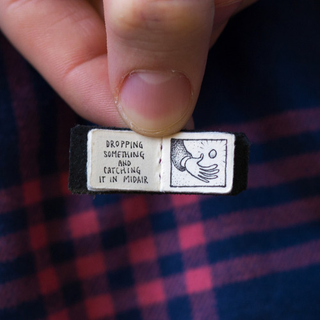 DROPPING
SOMETHING
AND
CATCHING
IT IN MIDAIR